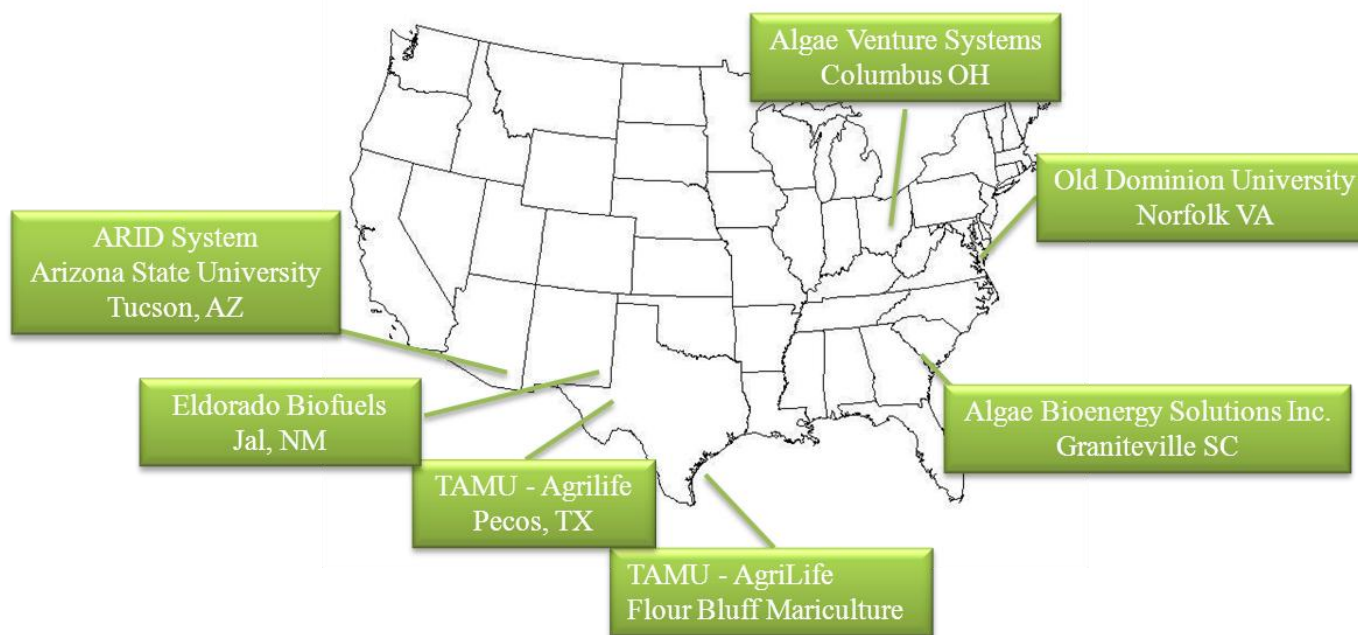 Algae Venture Systems
Columbus OH
Old Dominion University
Norfolk VA
ARID System
Arizona State University
Tucson, AZ
Eldorado Biofuels
Jal, NM
Algae Bioenergy Solutions Inc.
Graniteville SC
TAMU - Agrilife
Pecos, TX
TAMU - AgriLife
Flour Bluff Mariculture